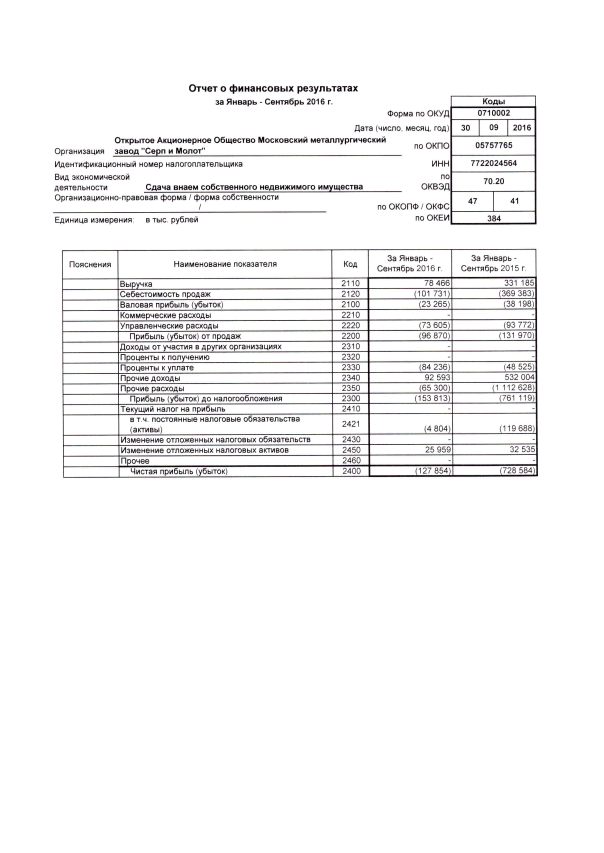 Отчет о финансовых результатах
за Январь - Сентябрь 2016 г.
Коды
Форма по ОКУД 0710002
Дата (число, месяц, год) 30 09 2016
Организация Открытое Акционерное Общество Московский металлургический
завод "Серп и Молот" по ОКПО 05757765
Идентификационный номер налогоплательщика ИНН 7722024564
Вид экономической
деятельности Сдача внаем собственного недвижимого имущества по
ОКВЭД 70.20
Организационно-правовая форма / форма собственности
/ по ОКОПФ / ОКФС 47 41
Единица измерения: в тыс. рублей по ОКЕИ 384
Пояснения Наименование показателя Код За Январь - Сентябрь 2016 г. За Январь - Сентябрь 2015 г.
Выручка 2110 78 466 331 185
Себестоимость продаж 2120 (101 731) (369 383)
Валовая прибыль (убыток) 2100 (23 265) (38 198)
Коммерческие расходы 2210 - -
Управленческие расходы 2220 (73 605) (93 772)
Прибыль (убыток) от продаж 2200 (96 870) (131 970)
Доходы от участия в других организациях 2310 - -
Проценты к получению 2320 - -
Проценты к уплате 2330 (84 236) (48 525)
Прочие доходы 2340 92 593 532 004
Прочие расходы 2350 (65 300) (1 112 628)
Прибыль (убыток) до налогообложения 2300 (153 813) (761 119)
Текущий налог на прибыль 2410 - -
в т.ч. постоянные налоговые обязательства
(активы) 2421 (4 804) (119 688)
Изменение отложенных налоговых обязательств 2430 - -
Изменение отложенных налоговых активов 2450 25 959 32 535
Прочее 2460 - -
Чистая прибыль (убыток) 2400 (127 854) (728 584)